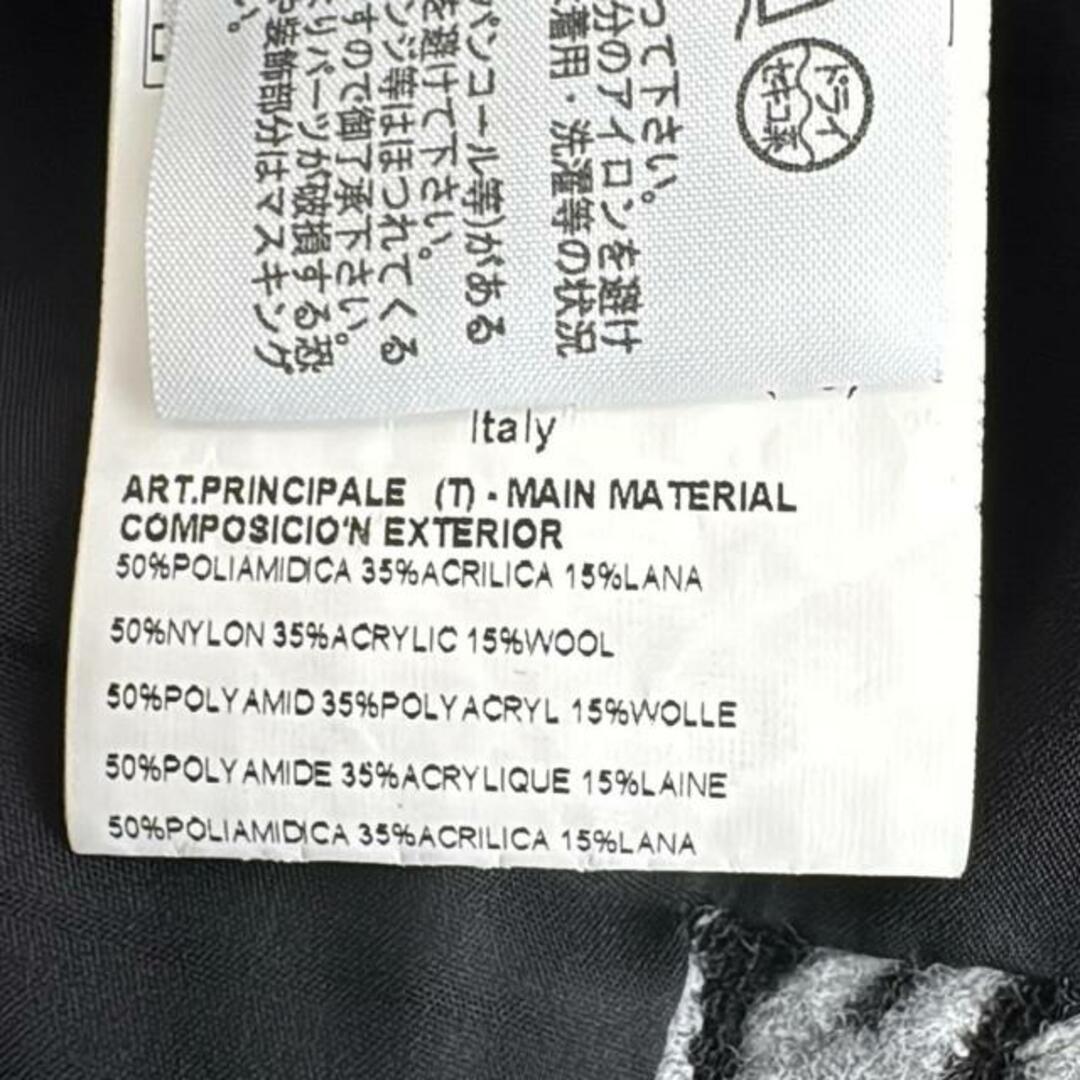 ドライ
セキユ系
って下さい。
分のアイロンを避け
着用・洗濯等の状況
パンコール等)がある
を避けて下さい。
ンジ等はほつれてくる
すので御了承下さい。
リパーツが破損する恐
装飾部分はマスキング
い。
Italy
ART.PRINCIPALE (T) - MAIN MATERIAL
COMPOSICIO'N EXTERIOR
50%POLIAMIDICA 35%ACRILICA 15%LANA
50%NYLON 35%ACRYLIC 15%WOOL
50%POLYAMID 35%POLYACRYL 15%WOLLE
50%POLYAMIDE 35%ACRYLIQUE 15%LAINE
50%POLIAMIDICA 35%ACRILICA 15%LANA